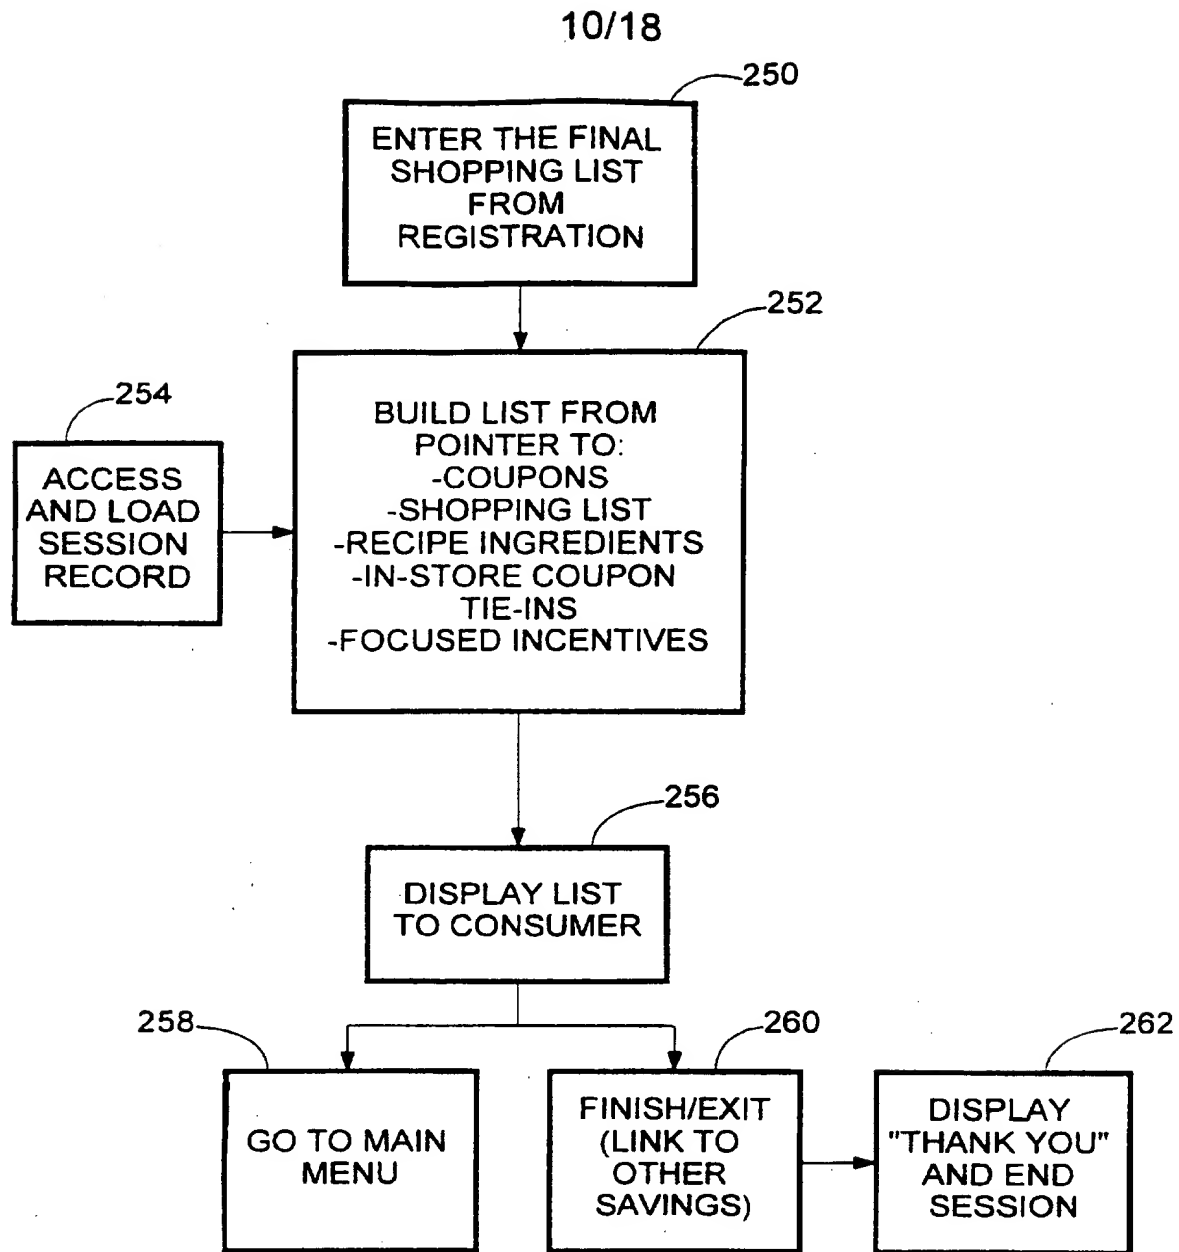 10/18
250
ENTER THE FINAL
SHOPPING LIST
FROM
REGISTRATION
252
BUILD LIST FROM
POINTER TO:
-COUPONS
-SHOPPING LIST
-RECIPE INGREDIENTS
-IN-STORE COUPON
TIE-INS
-FOCUSED INCENTIVES
254
ACCESS
AND LOAD
SESSION
RECORD
256
DISPLAY LIST
TO CONSUMER
258
GO TO MAIN
MENU
260
FINISH/EXIT
(LINK TO
OTHER
SAVINGS)
262
DISPLAY
"THANK YOU"
AND END
SESSION